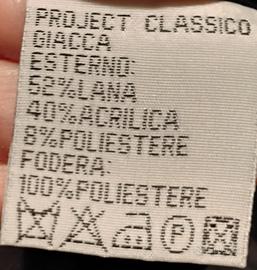 PROJECT CLASSICO
GIACCA
ESTERNO:
52%LANA
40%ACRILICA
8%POLIESTERE
FODERA:
100%POLIESTERE
P